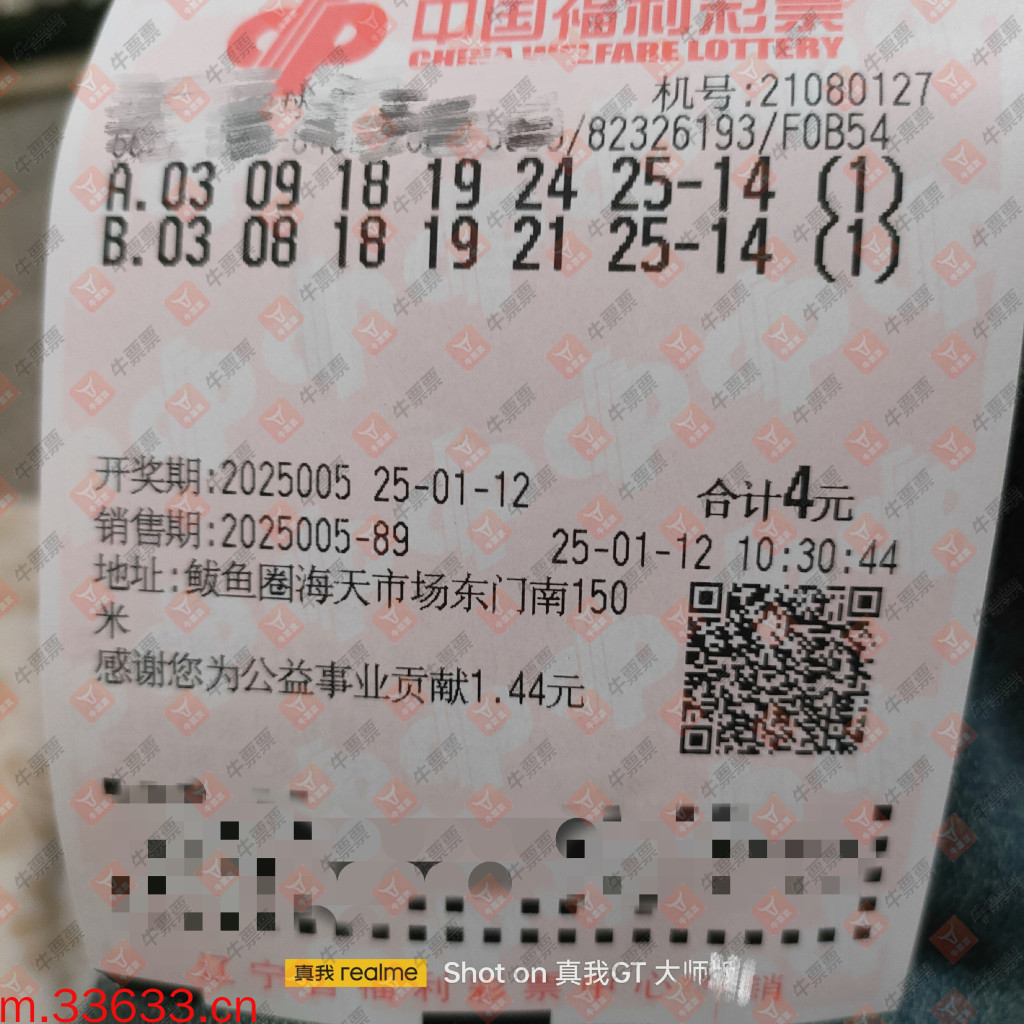 中国福利彩票
CHINA WELFARE LOTTERY
机号:21080127
/82326193/F0B54
A.03 09 18 19 24 25-14 (1)
B.03 08 18 19 21 25-14 (1)
开奖期:2025005 25-01-12
合计4元
销售期:2025005-89
25-01-12 10:30:44
地址:鲅鱼圈海天市场东门南150
米
感谢您为公益事业贡献1.44元
真我 realme
Shot on 真我GT 大师
m.33633.cn
牛票票